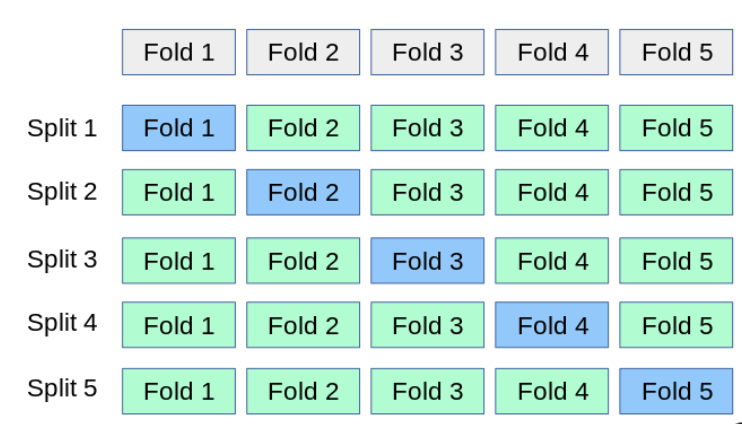 Fold 1 Fold 2 Fold 3 Fold 4 Fold 5
Split 1 Fold 1 Fold 2 Fold 3 Fold 4 Fold 5
Split 2 Fold 1 Fold 2 Fold 3 Fold 4 Fold 5
Split 3 Fold 1 Fold 2 Fold 3 Fold 4 Fold 5
Split 4 Fold 1 Fold 2 Fold 3 Fold 4 Fold 5
Split 5 Fold 1 Fold 2 Fold 3 Fold 4 Fold 5